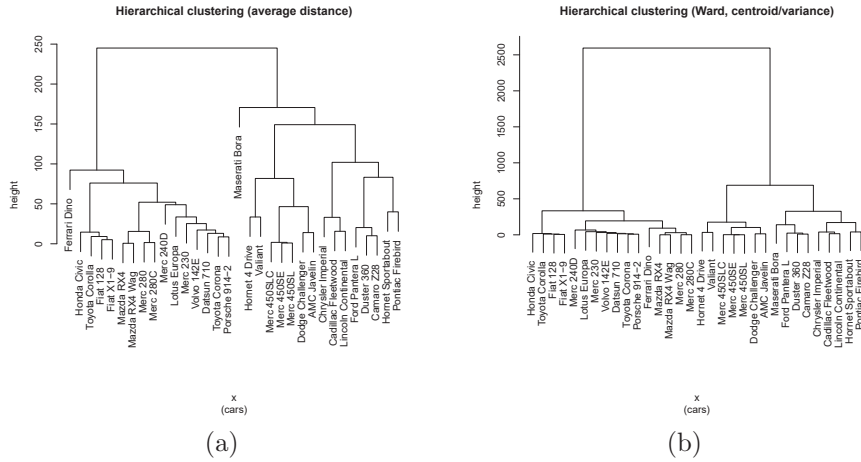 Hierarchical clustering (average distance)
250
200
150
100
50
0
height
Ferrari Dino
Honda Civic
Toyota Corolla
Fiat 128
Fiat X1−9
Mazda RX4
Mazda RX4 Wag
Merc 280
Merc 280C
Merc 240D
Lotus Europa
Merc 230
Volvo 142E
Datsun 710
Toyota Corona
Porsche 914−2
Maserati Bora
Hornet 4 Drive
Valiant
Merc 450SLC
Merc 450SE
Merc 450SL
Dodge Challenger
AMC Javelin
Chrysler Imperial
Cadillac Fleetwood
Lincoln Continental
Ford Pantera L
Duster 360
Camaro Z28
Hornet Sportabout
Pontiac Firebird
x
(cars)
(a)
Hierarchical clustering (Ward, centroid/variance)
2500
2000
1500
1000
500
0
height
Honda Civic
Toyota Corolla
Fiat 128
Fiat X1−9
Merc 240D
Lotus Europa
Merc 230
Volvo 142E
Datsun 710
Toyota Corona
Porsche 914−2
Ferrari Dino
Mazda RX4
Mazda RX4 Wag
Merc 280
Merc 280C
Hornet 4 Drive
Valiant
Merc 450SLC
Merc 450SE
Merc 450SL
Dodge Challenger
AMC Javelin
Maserati Bora
Ford Pantera L
Duster 360
Camaro Z28
Chrysler Imperial
Cadillac Fleetwood
Lincoln Continental
Hornet Sportabout
Pontiac Firebird
x
(cars)
(b)